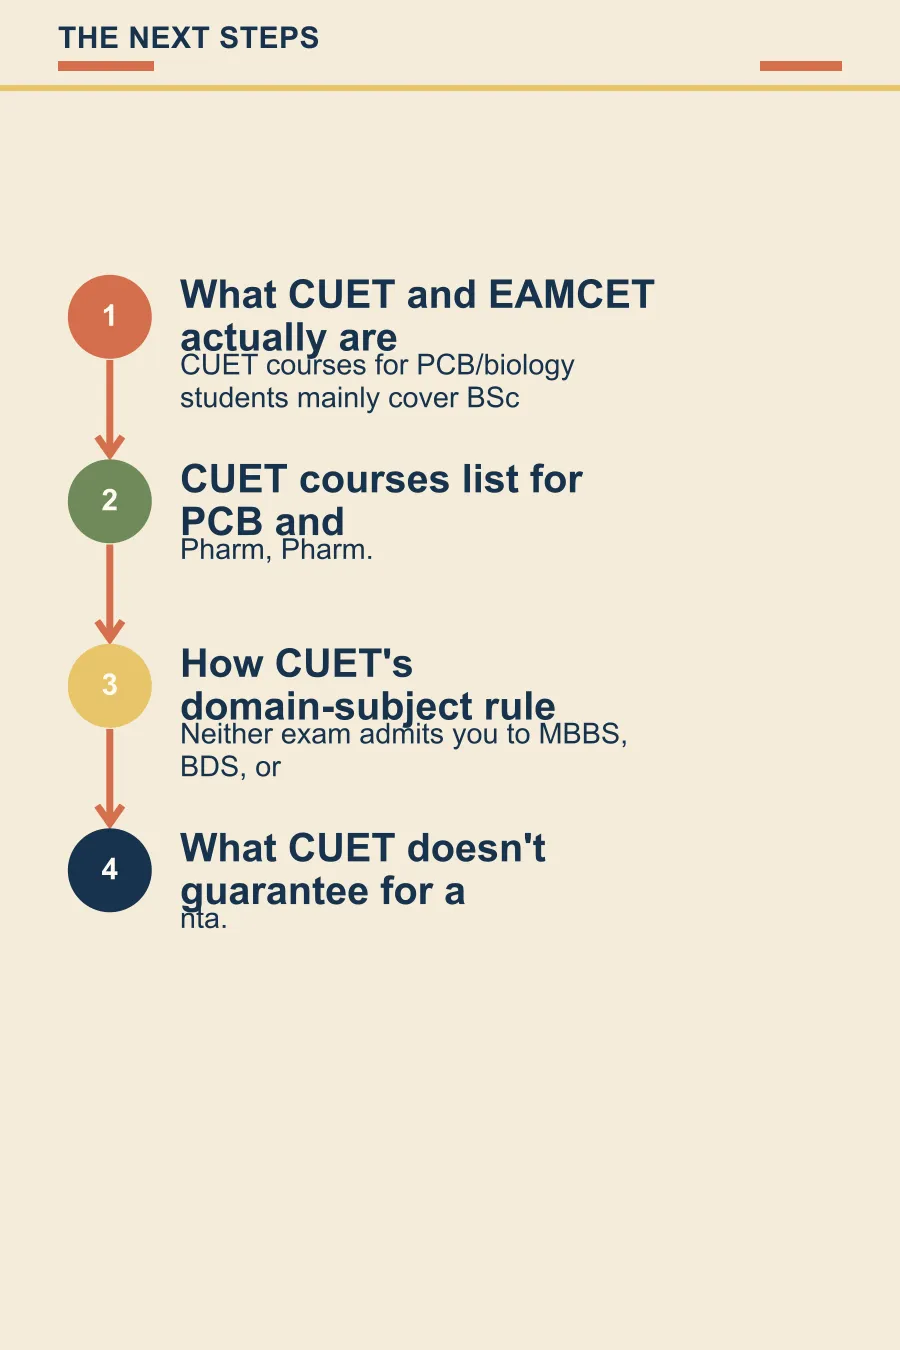 THE NEXT STEPS
1
What CUET and EAMCET
actually are
CUET courses for PCB/biology
students mainly cover BSc
2
CUET courses list for
PCB and
Pharm, Pharm.
3
How CUET's
domain-subject rule
Neither exam admits you to MBBS,
BDS, or
4
What CUET doesn't
guarantee for a
nta.